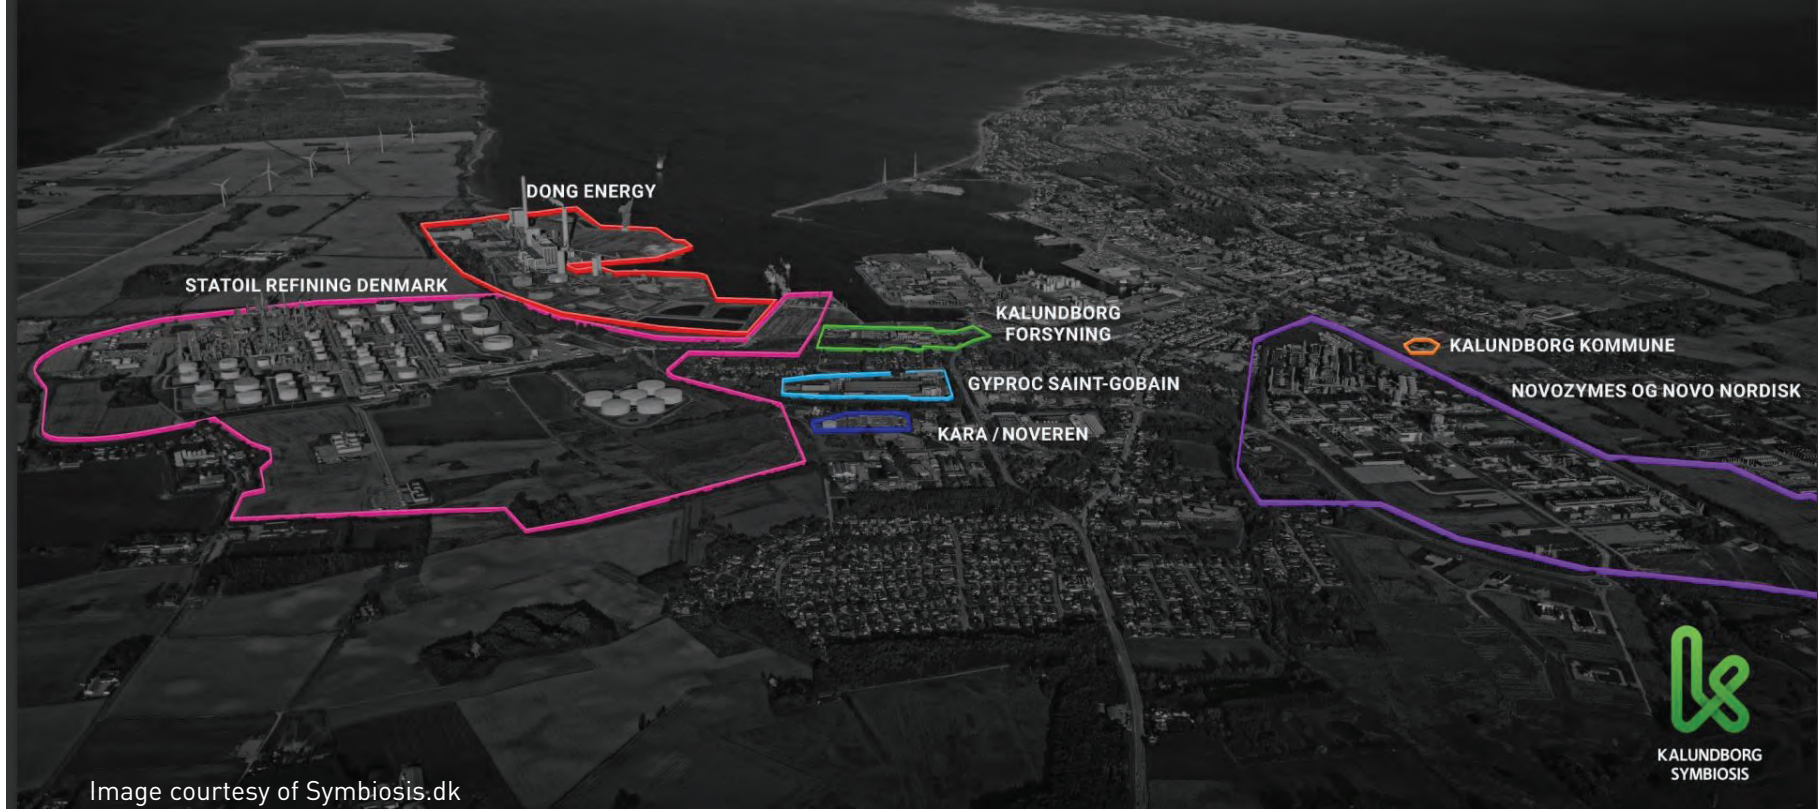 DONG ENERGY
STATOIL REFINING DENMARK
KALUNDBORG
FORSYNING
KALUNDBORG KOMMUNE
GYPROC SAINT-GOBAIN
NOVOZYMES OG NOVO NORDISK
KARA / NOVEREN
KALUNDBORG
SYMBIOSIS
Image courtesy of Symbiosis.dk